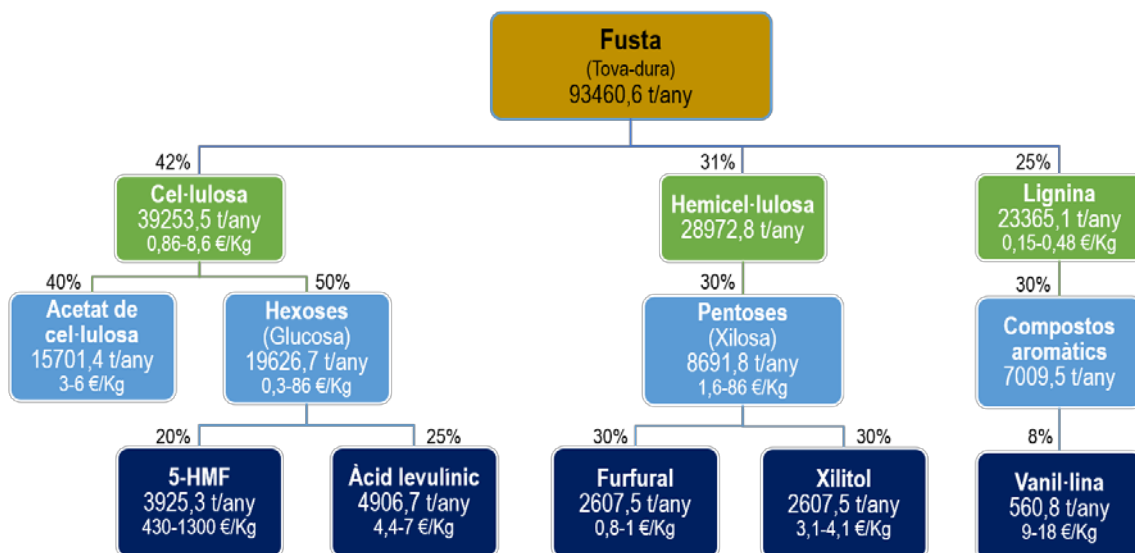 Fusta
(Tova-dura)
93460,6 t/any
42%
31%
25%
Cel·lulosa
39253,5 t/any
0,86-8,6 €/Kg
Hemicel·lulosa
28972,8 t/any
Lignina
23365,1 t/any
0,15-0,48 €/Kg
40%
50%
30%
30%
Acetat de
cel·lulosa
15701,4 t/any
3-6 €/Kg
Hexoses
(Glucosa)
19626,7 t/any
0,3-86 €/Kg
Pentoses
(Xilosa)
8691,8 t/any
1,6-86 €/Kg
Compostos
aromàtics
7009,5 t/any
20%
25%
30%
30%
8%
5-HMF
3925,3 t/any
430-1300 €/Kg
Àcid levulínic
4906,7 t/any
4,4-7 €/Kg
Furfural
2607,5 t/any
0,8-1 €/Kg
Xilitol
2607,5 t/any
3,1-4,1 €/Kg
Vanil·lina
560,8 t/any
9-18 €/Kg